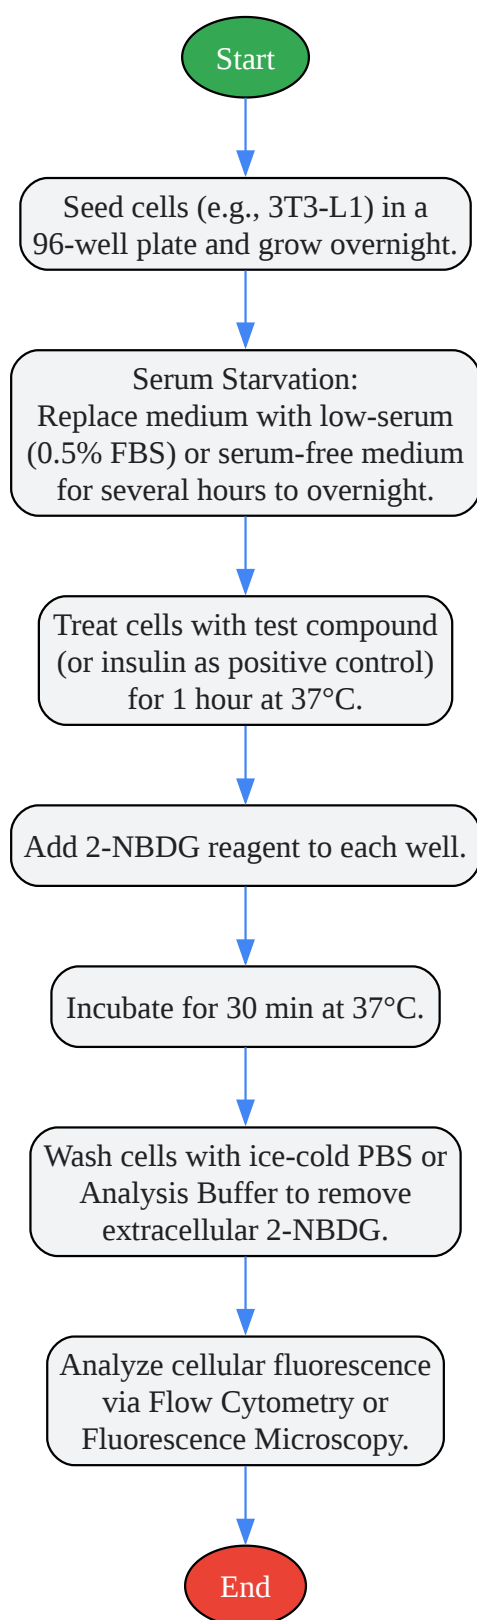 Start
Seed cells (e.g., 3T3-L1) in a
96-well plate and grow overnight.
Serum Starvation:
Replace medium with low-serum
(0.5% FBS) or serum-free medium
for several hours to overnight.
Treat cells with test compound
(or insulin as positive control)
for 1 hour at 37°C.
Add 2-NBDG reagent to each well.
Incubate for 30 min at 37°C.
Wash cells with ice-cold PBS or
Analysis Buffer to remove
extracellular 2-NBDG.
Analyze cellular fluorescence
via Flow Cytometry or
Fluorescence Microscopy.
End